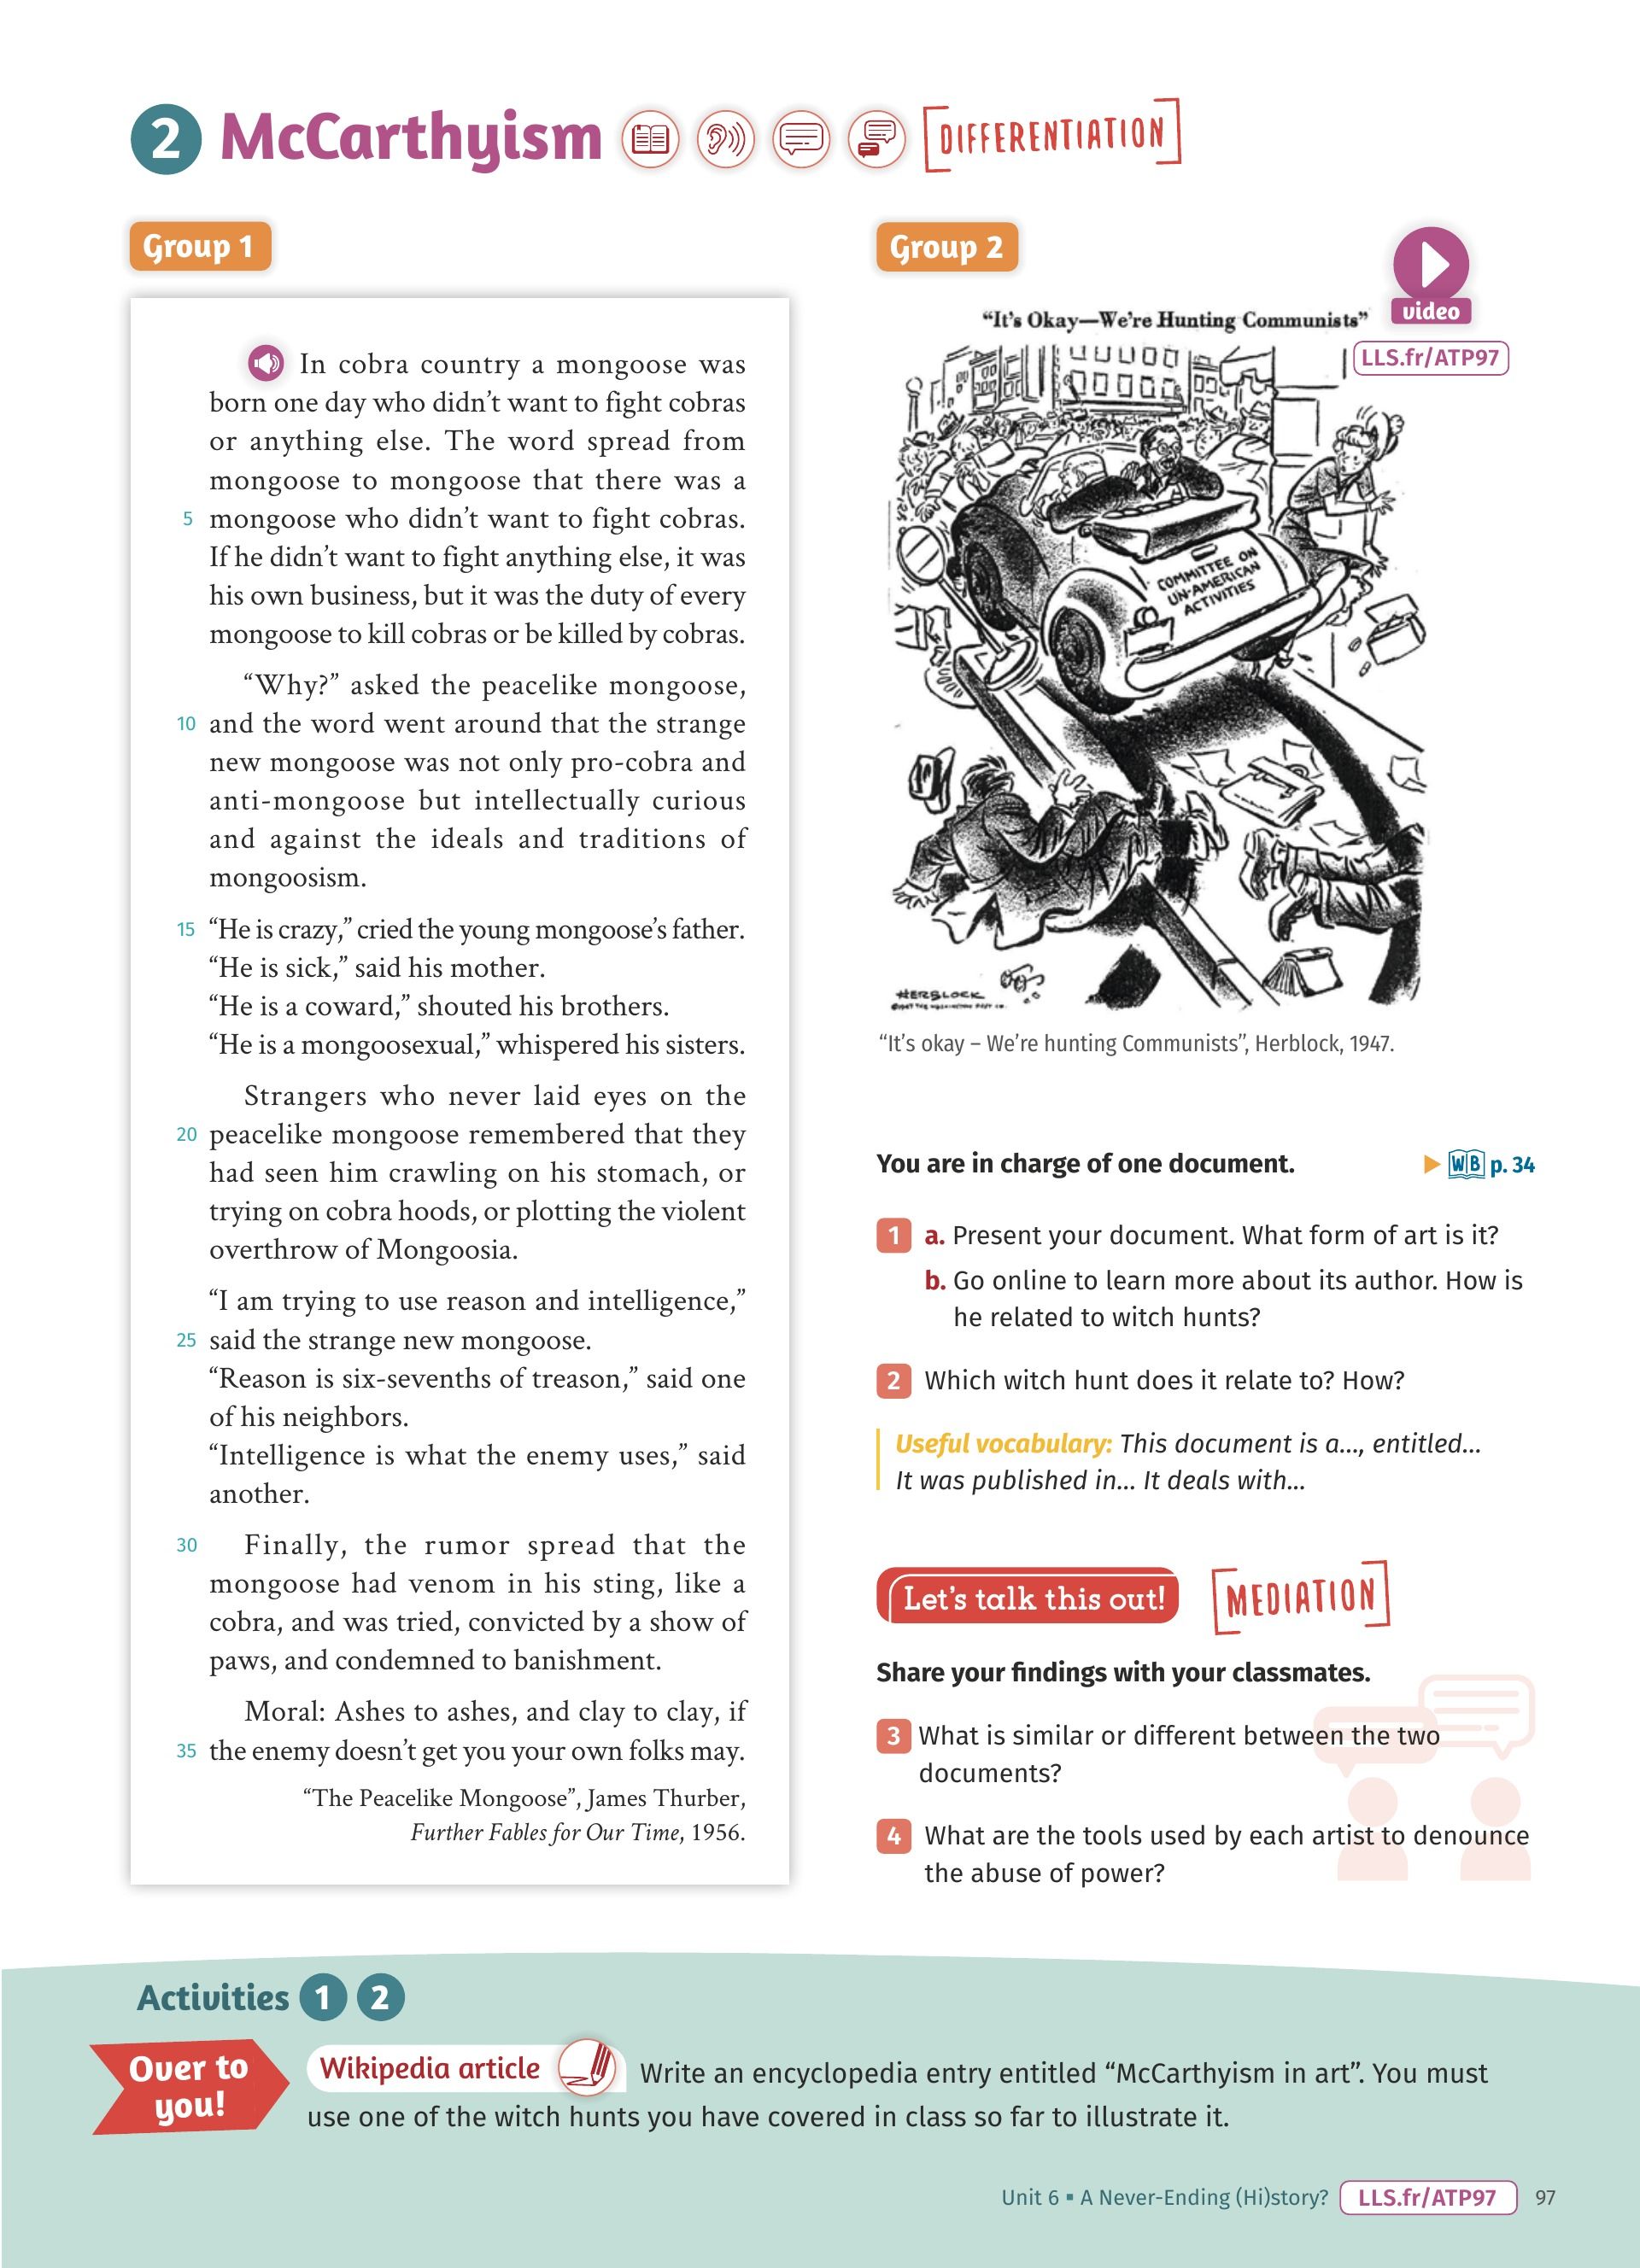 2 McCarthyism
DIFFERENTIATION
Group 1
In cobra country a mongoose was
born one day who didn’t want to fight cobras
or anything else. The word spread from
mongoose to mongoose that there was a
5 mongoose who didn’t want to fight cobras.
If he didn’t want to fight anything else, it was
his own business, but it was the duty of every
mongoose to kill cobras or be killed by cobras.
“Why?” asked the peacelike mongoose,
10 and the word went around that the strange
new mongoose was not only pro-cobra and
anti-mongoose but intellectually curious
and against the ideals and traditions of
mongoosism.
15 “He is crazy,” cried the young mongoose’s father.
“He is sick,” said his mother.
“He is a coward,” shouted his brothers.
“He is a mongoosexual,” whispered his sisters.
Strangers who never laid eyes on the
20 peacelike mongoose remembered that they
had seen him crawling on his stomach, or
trying on cobra hoods, or plotting the violent
overthrow of Mongoosia.
“I am trying to use reason and intelligence,”
25 said the strange new mongoose.
“Reason is six-sevenths of treason,” said one
of his neighbors.
“Intelligence is what the enemy uses,” said
another.
30 Finally, the rumor spread that the
mongoose had venom in his sting, like a
cobra, and was tried, convicted by a show of
paws, and condemned to banishment.
Moral: Ashes to ashes, and clay to clay, if
35 the enemy doesn’t get you your own folks may.
“The Peacelike Mongoose”, James Thurber,
Further Fables for Our Time, 1956.
Group 2
video
LLS.fr/ATP97
“It’s Okay—We’re Hunting Communists”
COMMITTEE ON
UN-AMERICAN
ACTIVITIES
HERBLOCK
©1947 THE WASHINGTON POST CO.
“It’s okay – We’re hunting Communists”, Herblock, 1947.
You are in charge of one document.
WB p. 34
1 a. Present your document. What form of art is it?
b. Go online to learn more about its author. How is
he related to witch hunts?
2 Which witch hunt does it relate to? How?
Useful vocabulary: This document is a…, entitled…
It was published in… It deals with…
Let’s talk this out!
MEDIATION
Share your findings with your classmates.
3 What is similar or different between the two
documents?
4 What are the tools used by each artist to denounce
the abuse of power?
Activities 1 2
Over to
you!
Wikipedia article Write an encyclopedia entry entitled “McCarthyism in art”. You must
use one of the witch hunts you have covered in class so far to illustrate it.
Unit 6 ▪ A Never-Ending (Hi)story? LLS.fr/ATP97 97